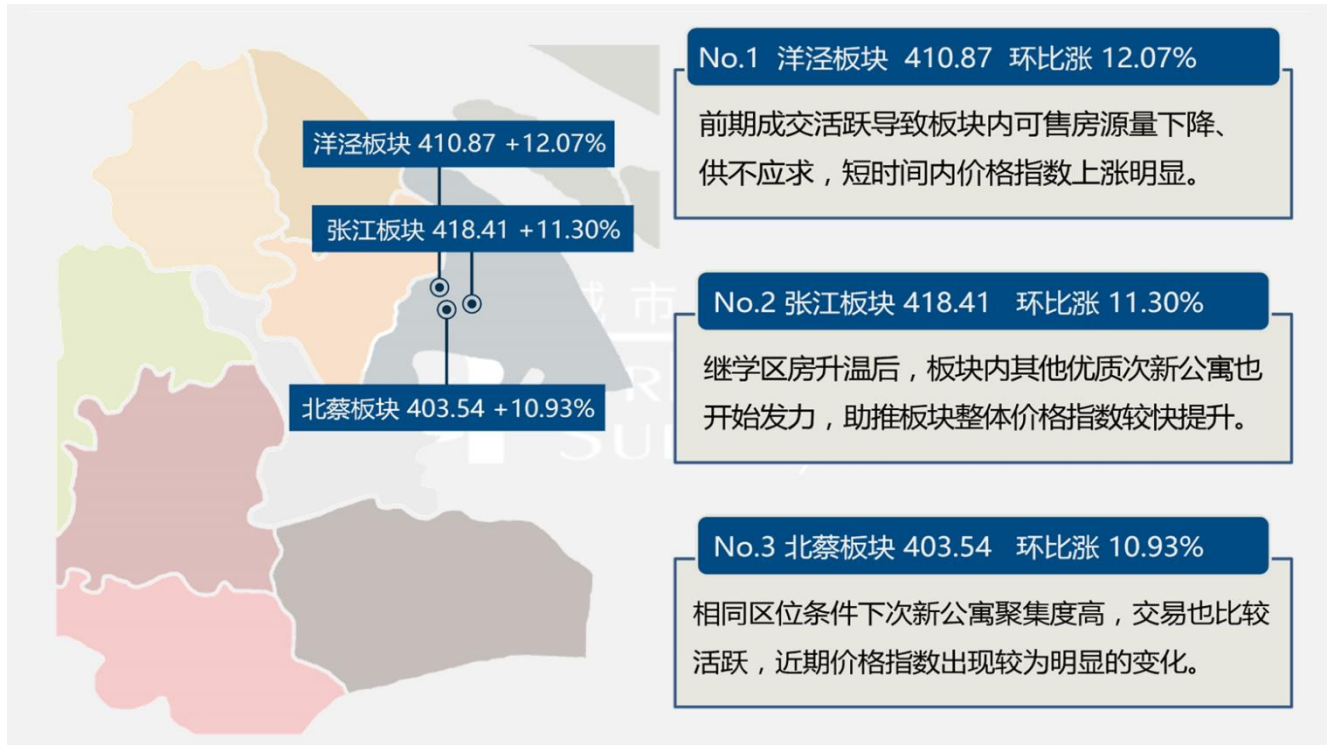 洋泾板块 410.87 +12.07%
张江板块 418.41 +11.30%
北蔡板块 403.54 +10.93%
No.1 洋泾板块 410.87 环比涨 12.07%
前期成交活跃导致板块内可售房源量下降、
供不应求，短时间内价格指数上涨明显。
No.2 张江板块 418.41 环比涨 11.30%
继学区房升温后，板块内其他优质次新公寓也
开始发力，助推板块整体价格指数较快提升。
No.3 北蔡板块 403.54 环比涨 10.93%
相同区位条件下次新公寓聚集度高，交易也比较
活跃，近期价格指数出现较为明显的变化。